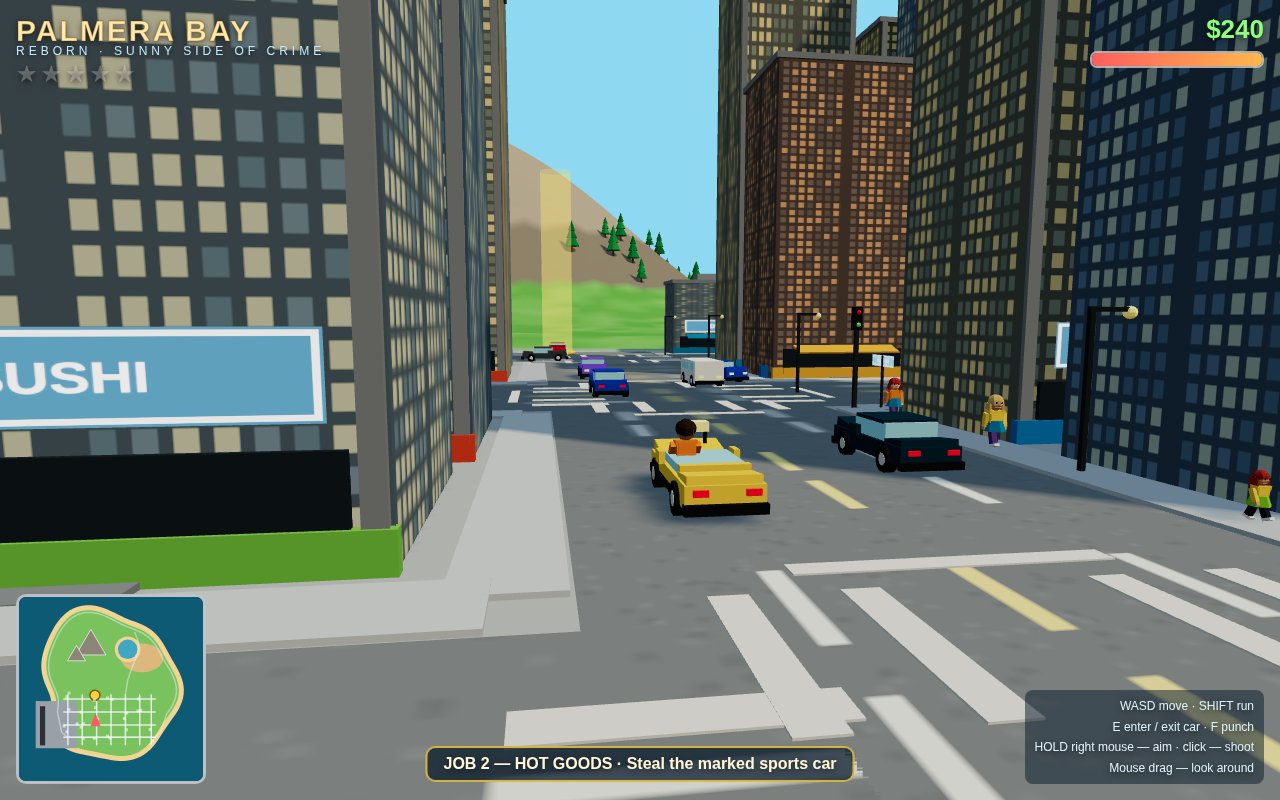 PALMERA BAY
REBORN · SUNNY SIDE OF CRIME
$240
SUSHI
JOB 2 — HOT GOODS · Steal the marked sports car
WASD move · SHIFT run
E enter / exit car · F punch
HOLD right mouse — aim · click — shoot
Mouse drag — look around